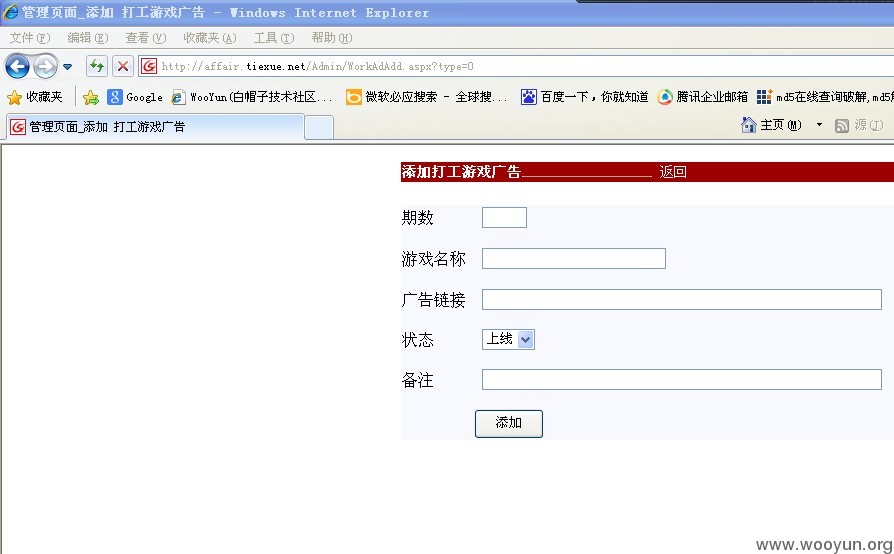 管理页面_添加 打工游戏广告 - Windows Internet Explorer
文件(F) 编辑(E) 查看(V) 收藏夹(A) 工具(T) 帮助(H)
http://affair.tiexue.net/Admin/WorkAdAdd.aspx?type=0
收藏夹 Google WooYun(白帽子技术社区... 微软必应搜索 - 全球搜... 百度一下，你就知道 腾讯企业邮箱 md5在线查询破解,md5
管理页面_添加 打工游戏广告 主页(M) 源(J)
添加打工游戏广告 返回
期数
游戏名称
广告链接
状态 上线
备注
添加
www.wooyun.org